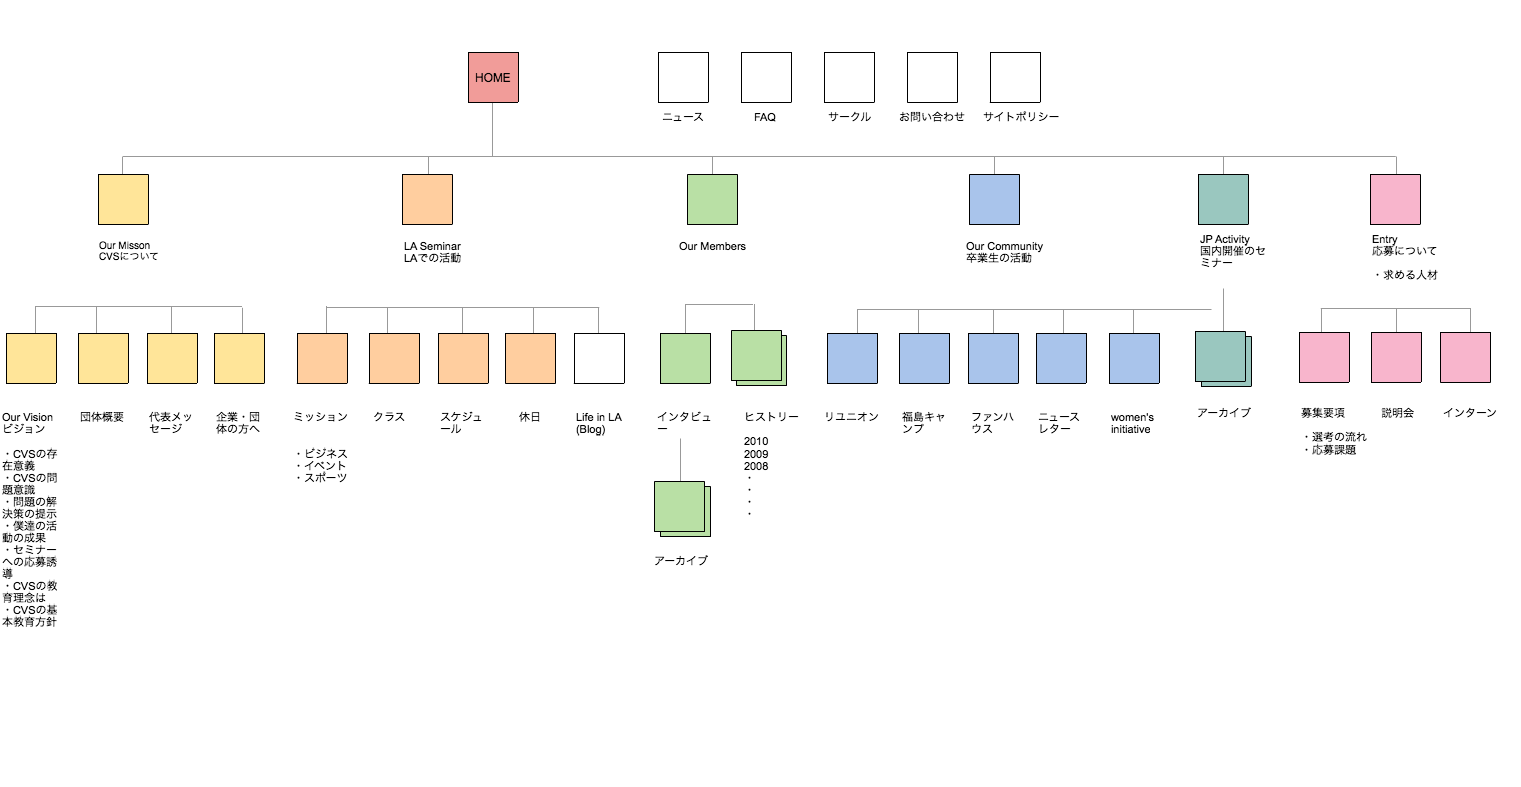 HOME
ニュース
FAQ
サークル
お問い合わせ
サイトポリシー
Our Misson
CVSについて
LA Seminar
LAでの活動
Our Members
Our Community
卒業生の活動
JP Activity
国内開催のセ
ミナー
Entry
応募について
・求める人材
Our Vision
ビジョン
・CVSの存
在意義
・CVSの問
題意識
・問題の解
決策の提示
・僕達の活
動の成果
・セミナー
への応募誘
導
・CVSの教
育理念は
・CVSの基
本教育方針
団体概要
代表メッ
セージ
企業・団
体の方へ
ミッション
・ビジネス
・イベント
・スポーツ
クラス
スケジュ
ール
休日
Life in LA
(Blog)
インタビュ
ー
アーカイブ
ヒストリー
2010
2009
2008
・
・
・
・
リユニオン
福島キャ
ンプ
ファンハ
ウス
ニュース
レター
women's
initiative
アーカイブ
募集要項
・選考の流れ
・応募課題
説明会
インターン